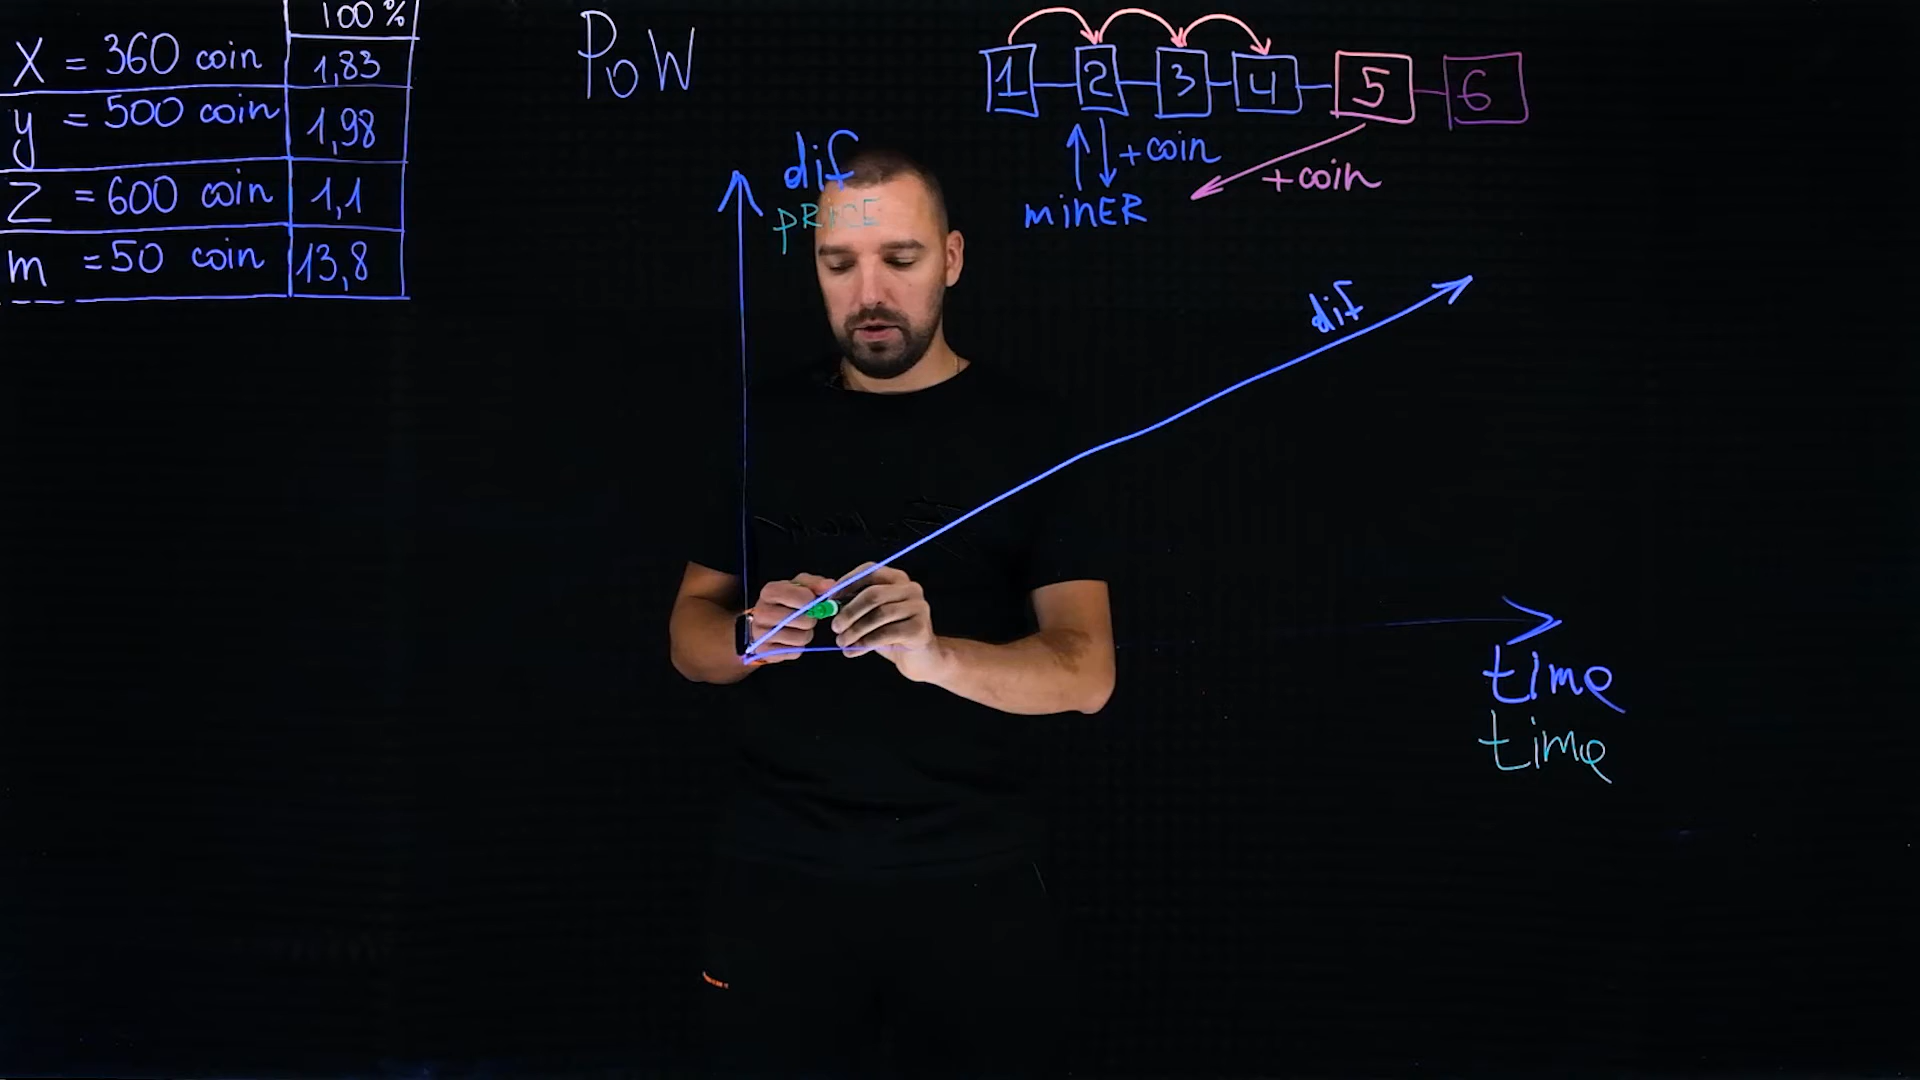 100%
X = 360 coin 1,83
y = 500 coin 1,98
Z = 600 coin 1,1
m = 50 coin 13,8
PoW
1 2 3 4 5 6
+coin
+coin
minER
dif
PRICE
dif
time
time